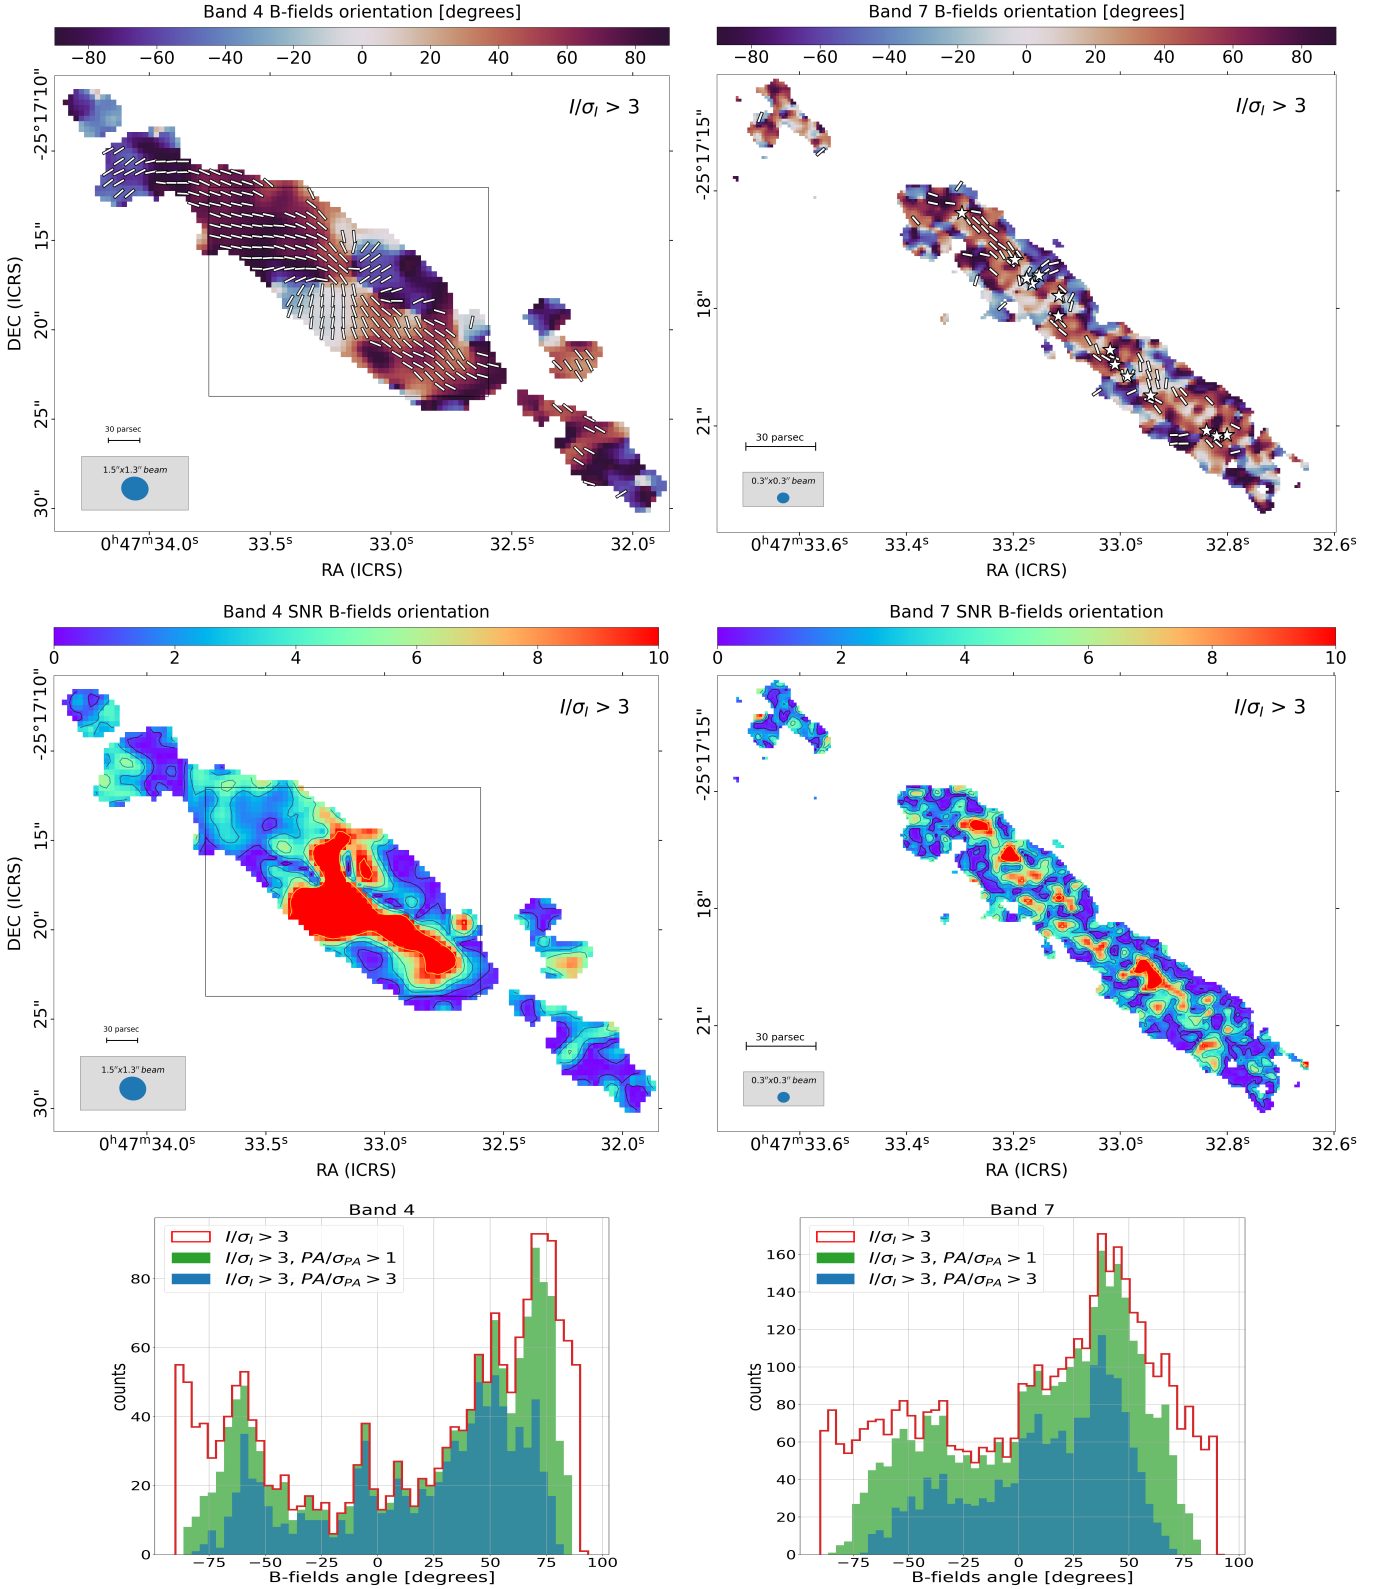 Band 4 B-fields orientation [degrees]
−80 −60 −40 −20 0 20 40 60 80
I/σI > 3
-25°17'10"
15"
20"
25"
30"
DEC (ICRS)
30 parsec
1.5"x1.3" beam
0h47m34.0s 33.5s 33.0s 32.5s 32.0s
RA (ICRS)
Band 7 B-fields orientation [degrees]
−80 −60 −40 −20 0 20 40 60 80
I/σI > 3
-25°17'15"
18"
21"
30 parsec
0.3"x0.3" beam
0h47m33.6s 33.4s 33.2s 33.0s 32.8s 32.6s
RA (ICRS)
Band 4 SNR B-fields orientation
0 2 4 6 8 10
I/σI > 3
-25°17'10"
15"
20"
25"
30"
DEC (ICRS)
30 parsec
1.5"x1.3" beam
0h47m34.0s 33.5s 33.0s 32.5s 32.0s
RA (ICRS)
Band 7 SNR B-fields orientation
0 2 4 6 8 10
I/σI > 3
-25°17'15"
18"
21"
30 parsec
0.3"x0.3" beam
0h47m33.6s 33.4s 33.2s 33.0s 32.8s 32.6s
RA (ICRS)
Band 4
I/σI > 3
I/σI > 3, PA/σPA > 1
I/σI > 3, PA/σPA > 3
80
60
40
20
0
counts
−75 −50 −25 0 25 50 75 100
B-fields angle [degrees]
Band 7
I/σI > 3
I/σI > 3, PA/σPA > 1
I/σI > 3, PA/σPA > 3
160
140
120
100
80
60
40
20
0
counts
−75 −50 −25 0 25 50 75 100
B-fields angle [degrees]